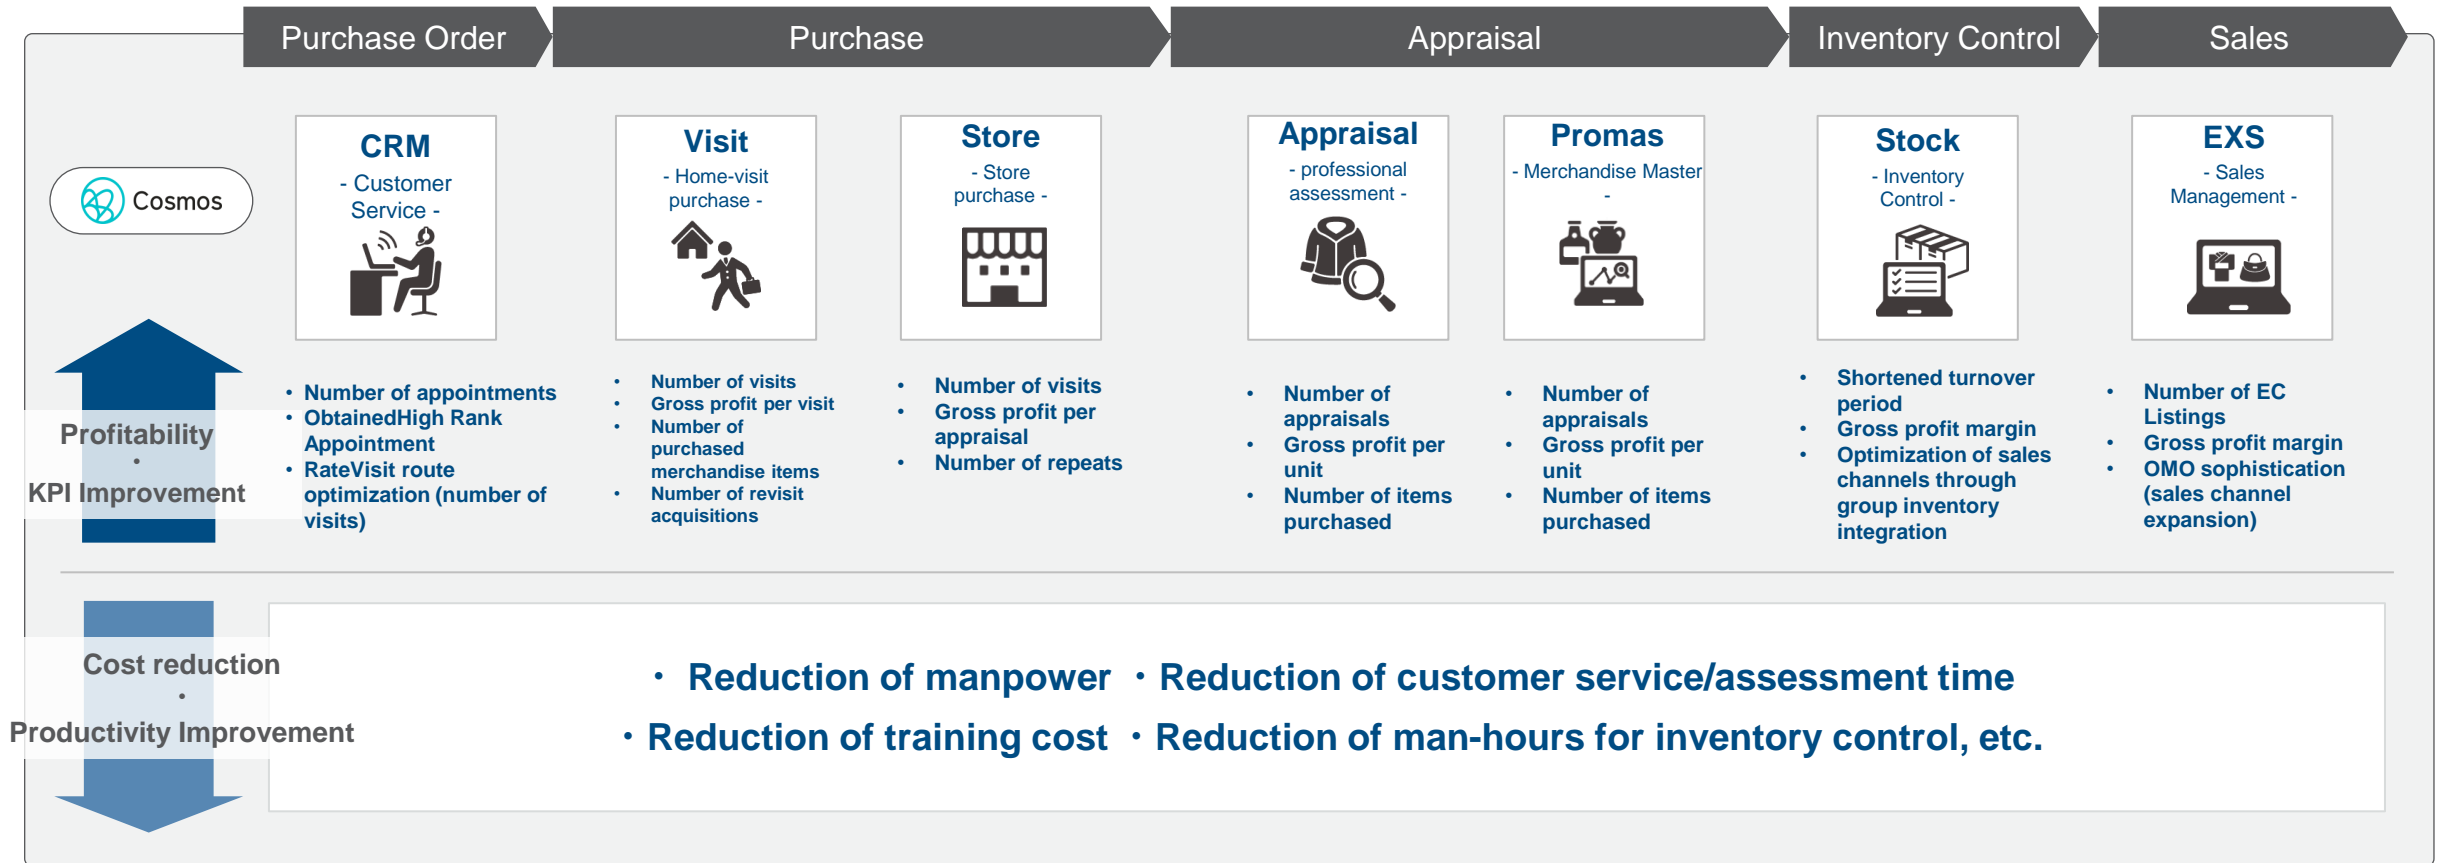 Purchase Order
Purchase
Appraisal
Inventory Control
Sales
Cosmos
CRM
- Customer
Service -
Visit
- Home-visit
purchase -
Store
- Store
purchase -
Appraisal
- professional
assessment -
Promas
- Merchandise Master
-
Stock
- Inventory
Control -
EXS
- Sales
Management -
Profitability
・
KPI Improvement
• Number of appointments
• ObtainedHigh Rank
Appointment
• RateVisit route
optimization (number of
visits)
• Number of visits
• Gross profit per visit
• Number of
purchased
merchandise items
• Number of revisit
acquisitions
• Number of visits
• Gross profit per
appraisal
• Number of repeats
• Number of
appraisals
• Gross profit per
unit
• Number of items
purchased
• Number of
appraisals
• Gross profit per
unit
• Number of items
purchased
• Shortened turnover
period
• Gross profit margin
• Optimization of sales
channels through
group inventory
integration
• Number of EC
Listings
• Gross profit margin
• OMO sophistication
(sales channel
expansion)
Cost reduction
・
Productivity Improvement
・ Reduction of manpower ・Reduction of customer service/assessment time
・Reduction of training cost ・Reduction of man-hours for inventory control, etc.